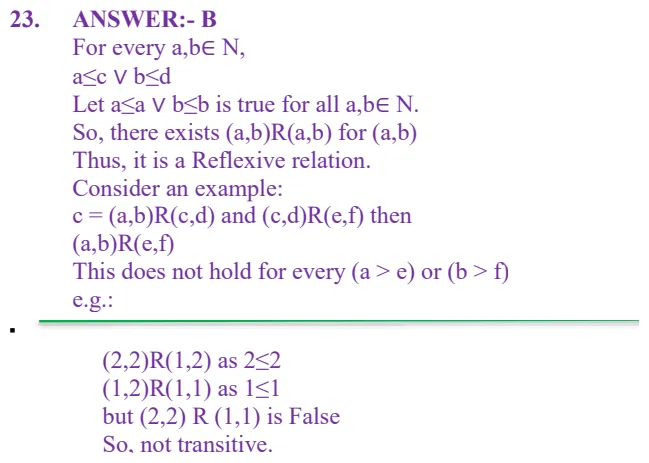 23. ANSWER:- B
For every a,b∈ N,
a≤c ∨ b≤d
Let a≤a ∨ b≤b is true for all a,b∈ N.
So, there exists (a,b)R(a,b) for (a,b)
Thus, it is a Reflexive relation.
Consider an example:
c = (a,b)R(c,d) and (c,d)R(e,f) then
(a,b)R(e,f)
This does not hold for every (a > e) or (b > f)
e.g.:
(2,2)R(1,2) as 2≤2
(1,2)R(1,1) as 1≤1
but (2,2) R (1,1) is False
So, not transitive.